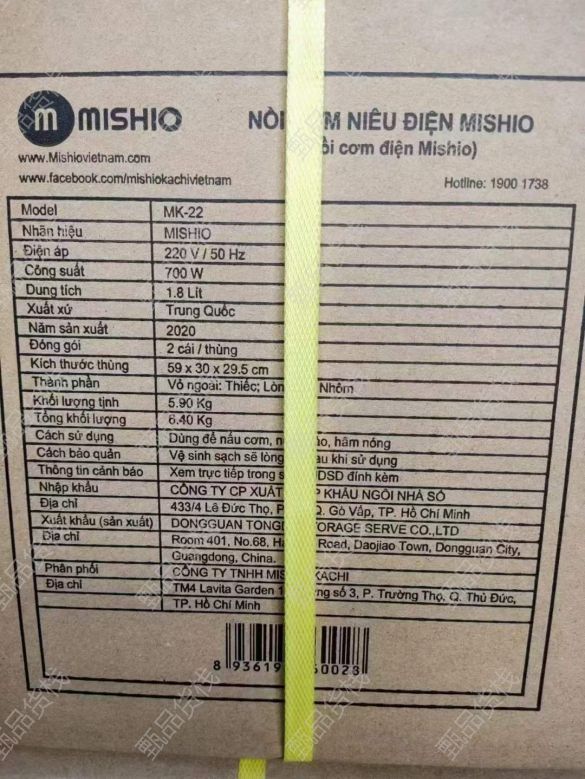 m MISHIO
www.Mishiovietnam.com
www.facebook.com/mishiokachivietnam
NIÊU ĐIỆN MISHIO
cơm điện Mishio)
Hotline: 1900 1738
Model MK-22
Nhãn hiệu MISHIO
Điện áp 220 V / 50 Hz
Công suất 700 W
Dung tích 1.8 Lít
Xuất xứ Trung Quốc
Năm sản xuất 2020
Đóng gói 2 cái / thùng
Kích thước thùng 59 x 30 x 29.5 cm
Thành phần Vỏ ngoài: Thiếc; Nhôm
Khối lượng tịnh 5.90 Kg
Tổng khối lượng 6.40 Kg
Cách sử dụng Dùng để nấu cơm, hâm nóng
Cách bảo quản Vệ sinh sạch sẽ lòng khi sử dụng
Thông tin cảnh báo Xem trực tiếp trong đính kèm
Nhập khẩu CÔNG TY CP XUẤT KHẨU NGÔI NHÀ SỐ
Địa chỉ 433/4 Lê Đức Thọ, Q. Gò Vấp, TP. Hồ Chí Minh
Xuất khẩu (sản xuất) DONGGUAN SERVE CO.,LTD
Địa chỉ Room 401, No.68, Road, Daojiao Town, Dongguan City,
Guangdong, China.
Phân phối CÔNG TY TNHH
Địa chỉ TM4 Lavita Garden số 3, P. Trường Thọ, Q. Thủ Đức,
TP. Hồ Chí Minh
8 93619 60023
甄品货栈